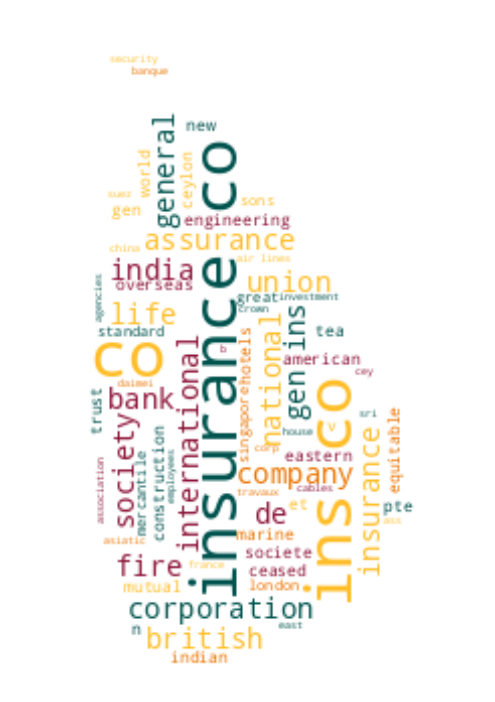 security
banque
new
general
co
world
ceylon
suez
gen
sons
engineering
assurance
china
air lines
india
overseas
union
agencies
great
investment
crown
life
standard
tea
gen ins
national
co
b
american
cey
daimei
bank
hotels
international
insurance
trust
society
sri
house
v
equitable
singapore
construction
mercantile
employees
corp
eastern
association
company
cables
travaux
insurance
ins co
de
et
pte
ass
marine
asiatic
societe
fire
france
ceased
mutual
london
corporation
n
east
british
indian